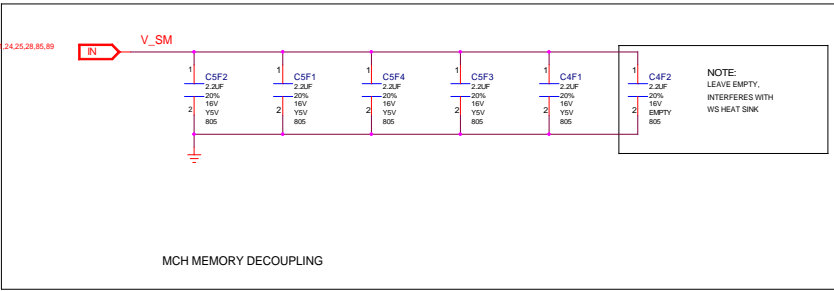 ,24,25,28,85,89
IN
V_SM
1
C5F2
2.2UF
20%
16V
2
Y5V
805
1
C5F1
2.2UF
20%
16V
2
Y5V
805
1
C5F4
2.2UF
20%
16V
2
Y5V
805
1
C5F3
2.2UF
20%
16V
2
Y5V
805
1
C4F1
2.2UF
20%
16V
2
Y5V
805
1
C4F2
2.2UF
20%
16V
2
EMPTY
805
NOTE:
LEAVE EMPTY,
INTERFERES WITH
WS HEAT SINK
MCH MEMORY DECOUPLING